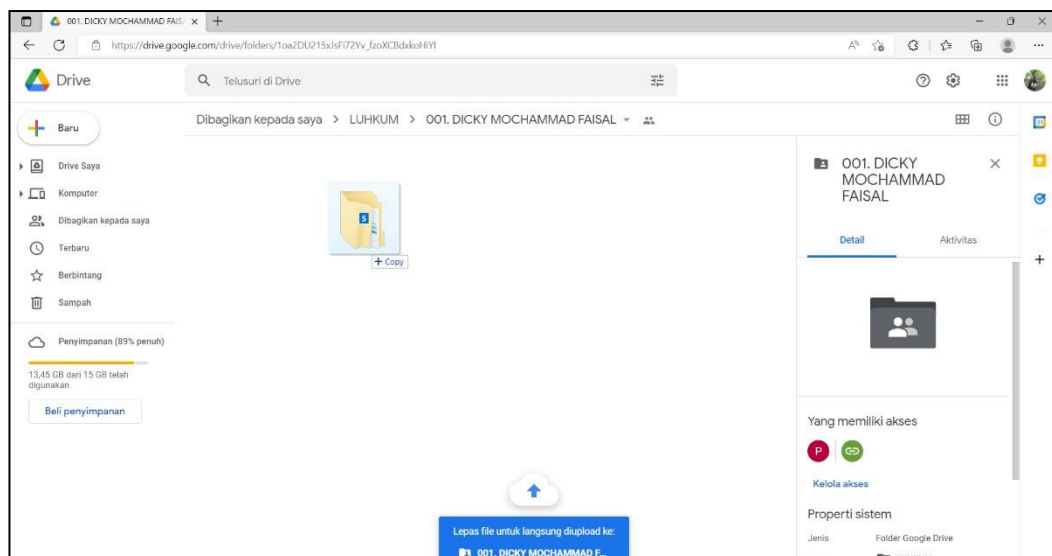 001. DICKY MOCHAMMAD FAIS
https://drive.google.com/drive/folders/1oa2DU215xJsFi72Yv_fzoXCBdxkoHiYI
Drive
Telusuri di Drive
Baru
Dibagikan kepada saya > LUHKUM > 001. DICKY MOCHAMMAD FAISAL
Drive Saya
Komputer
Dibagikan kepada saya
Terbaru
Berbintang
Sampah
Penyimpanan (89% penuh)
13,45 GB dari 15 GB telah
digunakan
Beli penyimpanan
5
+ Copy
Lepas file untuk langsung diupload ke:
001. DICKY MOCHAMMAD F...
001. DICKY
MOCHAMMAD
FAISAL
Detail
Aktivitas
Yang memiliki akses
P
Kelola akses
Properti sistem
Jenis
Folder Google Drive